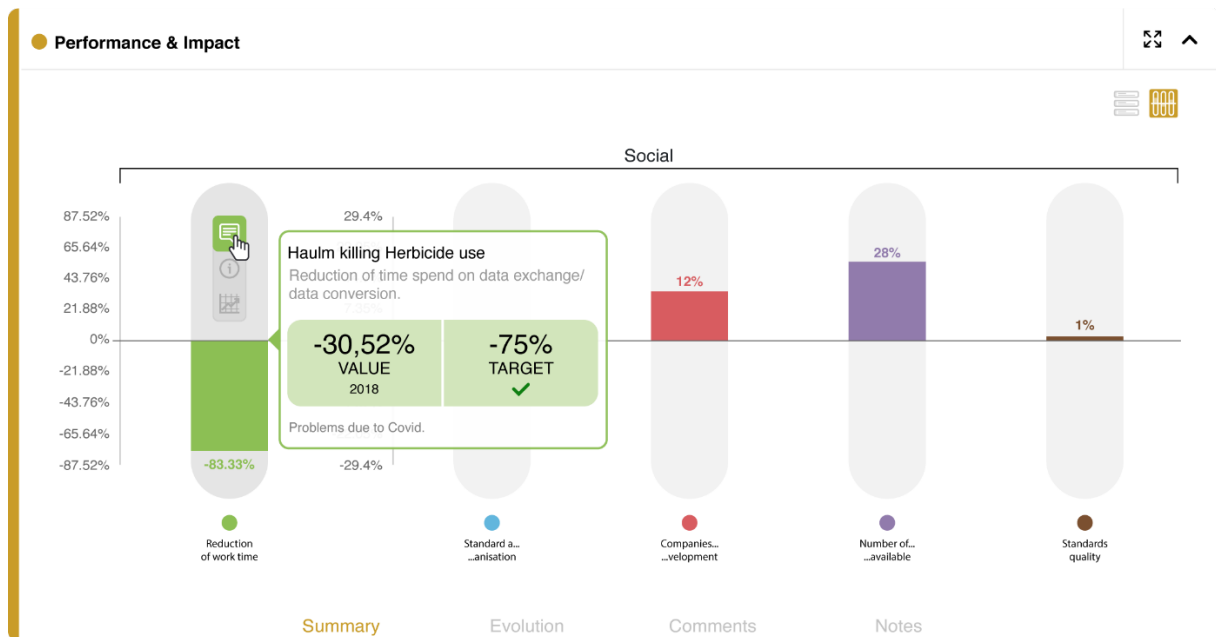 Performance & Impact
Social
87.52%
65.64%
43.76%
21.88%
0%
-21.88%
-43.76%
-65.64%
-87.52%
-83.33%
29.4%
-29.4%
Haulm killing Herbicide use
Reduction of time spend on data exchange/
data conversion.
-30,52%
VALUE
2018
-75%
TARGET
Problems due to Covid.
12%
28%
1%
Reduction
of work time
Standard a...
...anisation
Companies...
...velopment
Number of...
...available
Standards
quality
Summary
Evolution
Comments
Notes